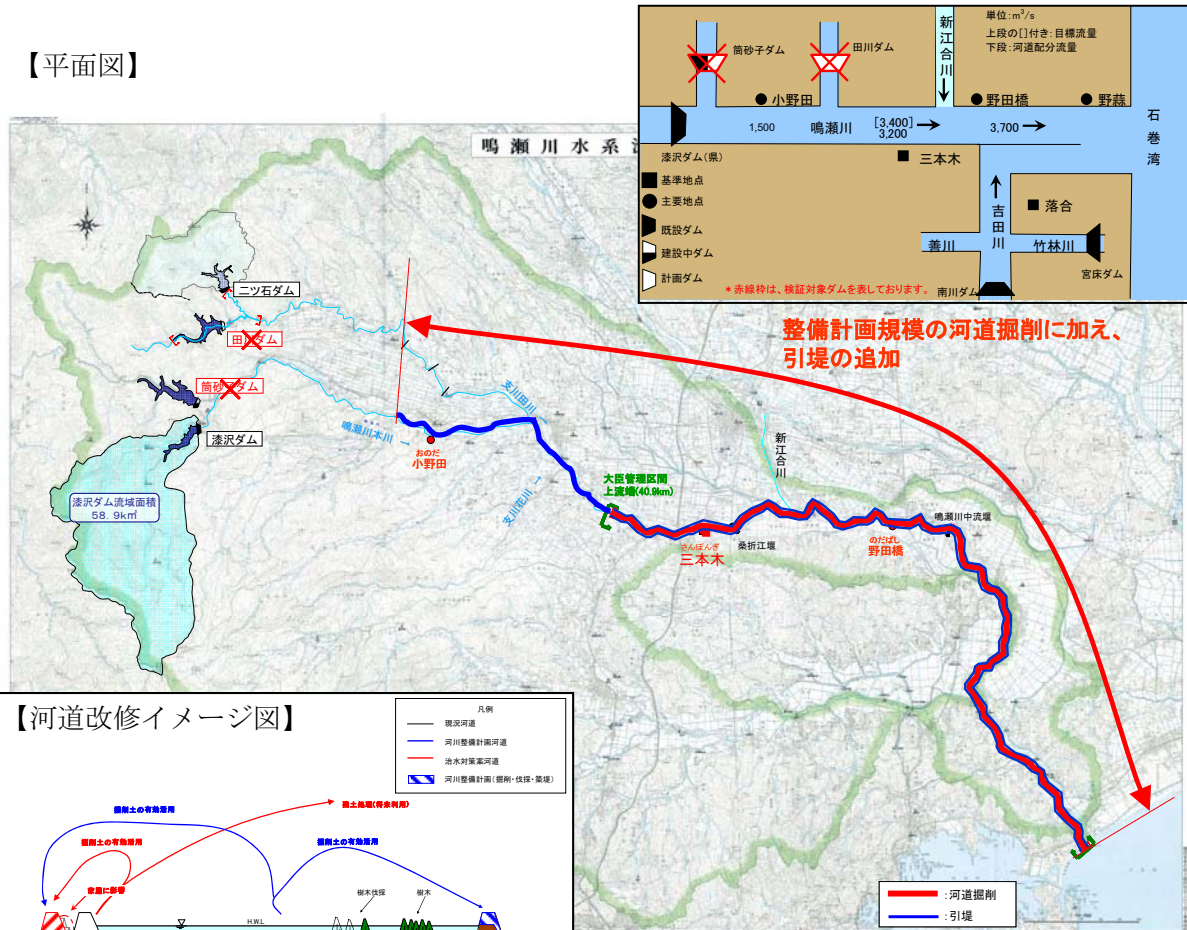 【平面図】
単位:m³/s
上段の[]付き:目標流量
下段:河道配分流量
新江合川
筒砂子ダム
田川ダム
小野田
野田橋
野蒜
1,500
鳴瀬川
[3,400]
3,200
3,700
石巻湾
漆沢ダム(県)
三本木
基準地点
主要地点
既設ダム
建設中ダム
計画ダム
吉田川
落合
善川
竹林川
宮床ダム
南川ダム
*赤線枠は、検証対象ダムを表しております。
鳴瀬川水系
整備計画規模の河道掘削に加え、
引堤の追加
二ツ石ダム
田川ダム
筒砂子ダム
漆沢ダム
漆沢ダム流域面積
58.9k㎡
鳴瀬川本川
支川田川
おのだ
小野田
支川花川
大臣管理区間
上流端(40.9km)
新江合川
さんぼんぎ
三本木
桑折江堰
のだばし
野田橋
鳴瀬川中流堰
【河道改修イメージ図】
凡例
現況河道
河川整備計画河道
治水対策案河道
河川整備計画(掘削・伐採・築堤)
掘削土の有効活用
残土処理(将来利用)
掘削土の有効活用
掘削土の有効活用
家屋に影響
樹木伐採
樹木
H.W.L
:河道掘削
:引堤